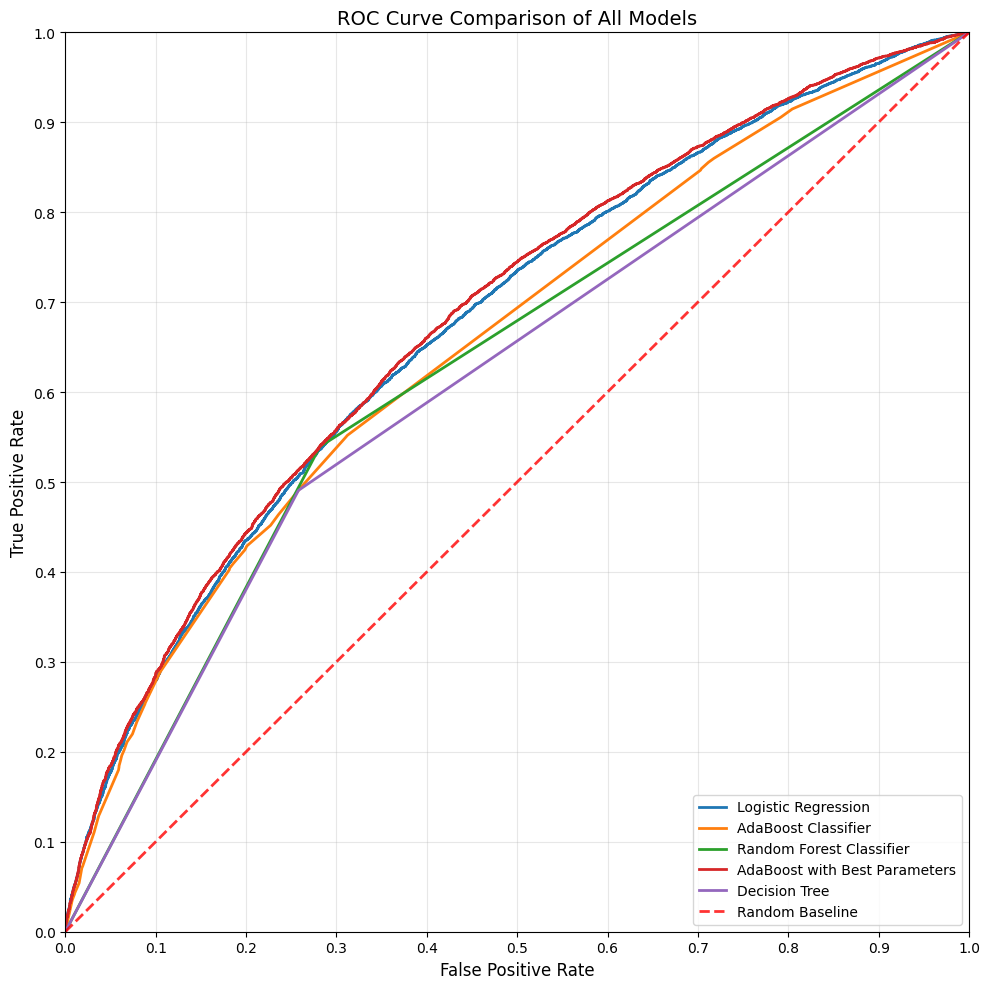 ROC Curve Comparison of All Models
1.0
0.9
0.8
0.7
0.6
0.5
0.4
0.3
0.2
0.1
0.0
True Positive Rate
Logistic Regression
AdaBoost Classifier
Random Forest Classifier
AdaBoost with Best Parameters
Decision Tree
Random Baseline
0.0 0.1 0.2 0.3 0.4 0.5 0.6 0.7 0.8 0.9 1.0
False Positive Rate